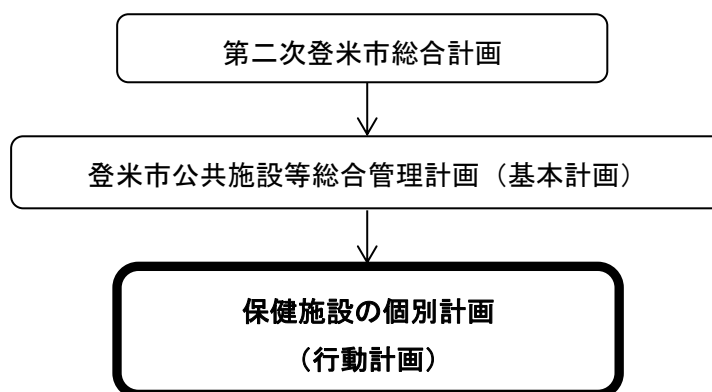 第二次登米市総合計画
登米市公共施設等総合管理計画（基本計画）
保健施設の個別計画
（行動計画）